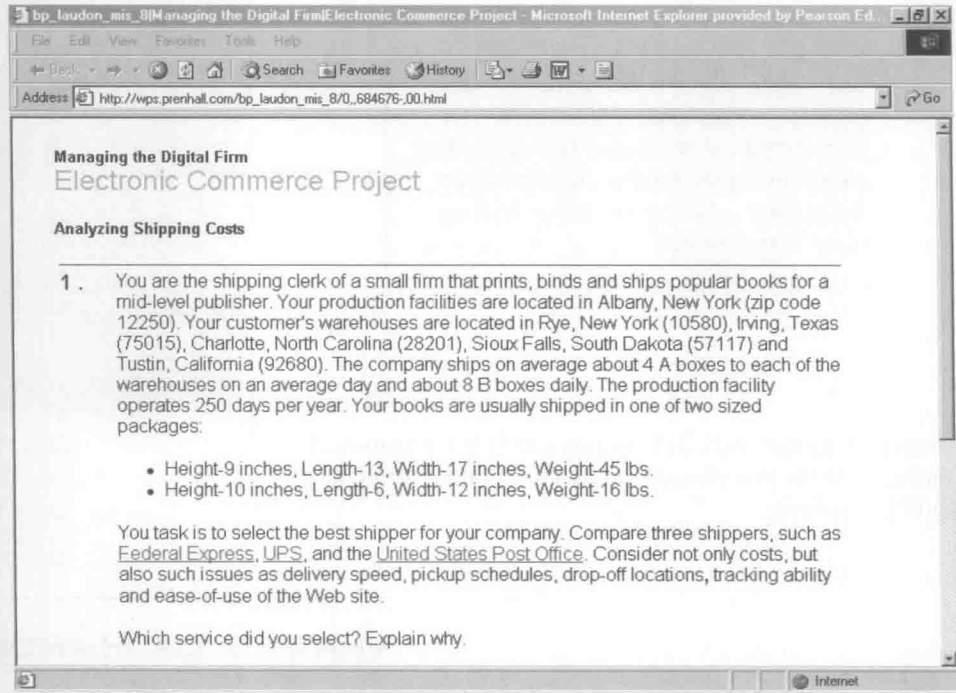 bp_laudon_mis_8|Managing the Digital Firm|Electronic Commerce Project - Microsoft Internet Explorer provided by Pearson Ed...
File Edit View Favorites Tools Help
Back Search Favorites History
Address http://wps.prenhall.com/bp_laudon_mis_8/0,,684676-,00.html Go
Managing the Digital Firm
Electronic Commerce Project
Analyzing Shipping Costs
1. You are the shipping clerk of a small firm that prints, binds and ships popular books for a
mid-level publisher. Your production facilities are located in Albany, New York (zip code
12250). Your customer's warehouses are located in Rye, New York (10580), Irving, Texas
(75015), Charlotte, North Carolina (28201), Sioux Falls, South Dakota (57117) and
Tustin, California (92680). The company ships on average about 4 A boxes to each of the
warehouses on an average day and about 8 B boxes daily. The production facility
operates 250 days per year. Your books are usually shipped in one of two sized
packages:
• Height-9 inches, Length-13, Width-17 inches, Weight-45 lbs.
• Height-10 inches, Length-6, Width-12 inches, Weight-16 lbs.
You task is to select the best shipper for your company. Compare three shippers, such as
Federal Express, UPS, and the United States Post Office. Consider not only costs, but
also such issues as delivery speed, pickup schedules, drop-off locations, tracking ability
and ease-of-use of the Web site.
Which service did you select? Explain why.
Internet